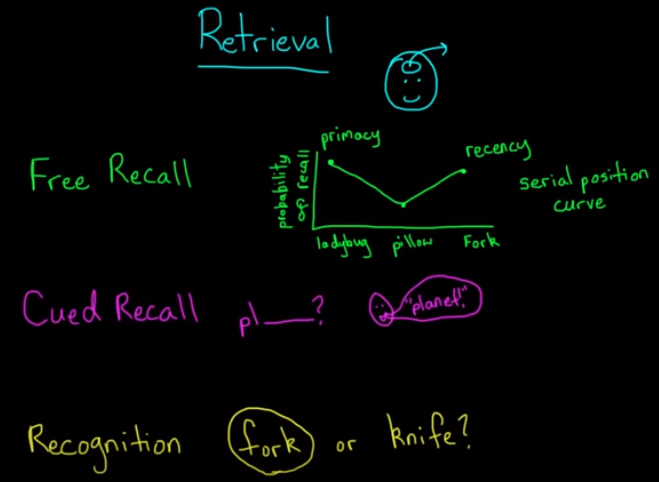 Retrieval
Free Recall
probability
of recall
primacy
recency
ladybug pillow Fork
serial position
curve
Cued Recall pl___? "planet!"
Recognition fork or knife?